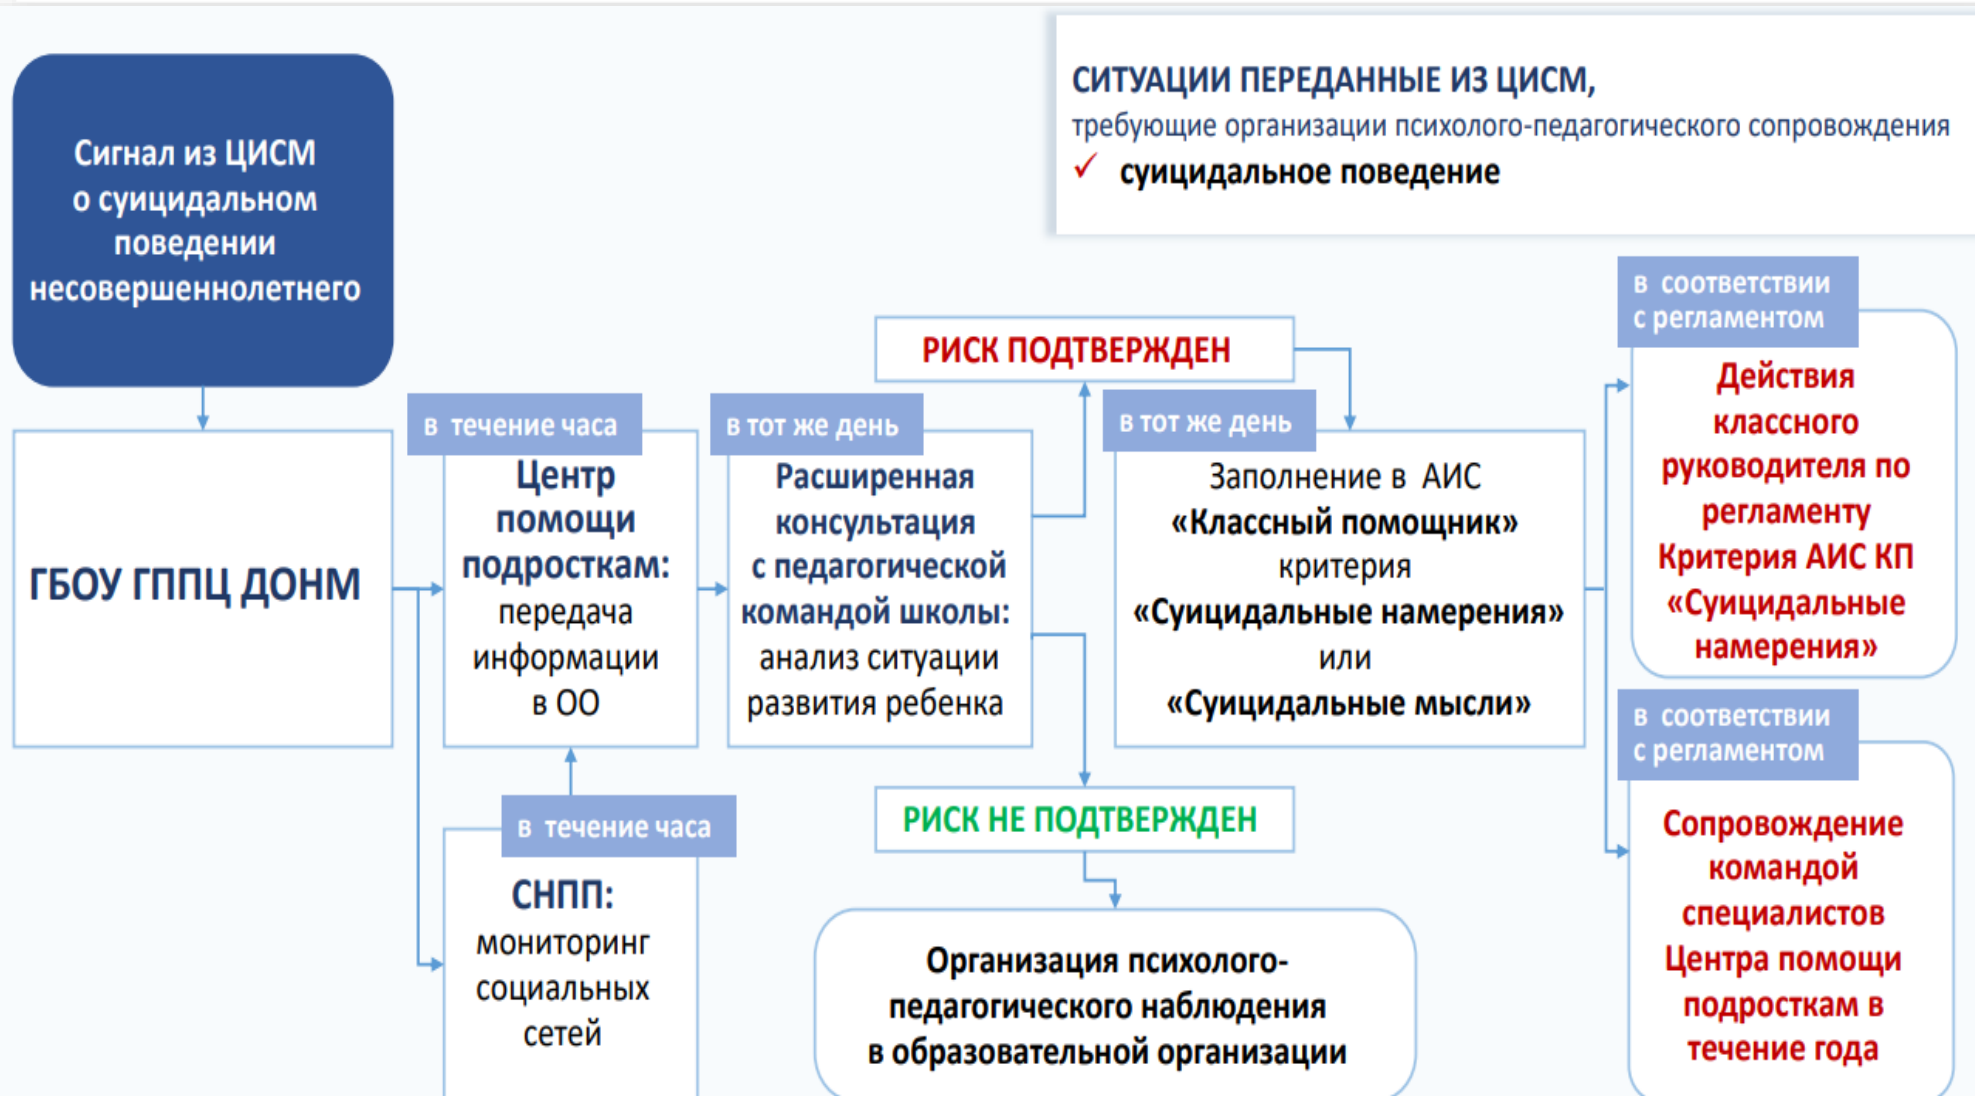 СИТУАЦИИ ПЕРЕДАННЫЕ ИЗ ЦИСМ,
требующие организации психолого-педагогического сопровождения
✓ суицидальное поведение
Сигнал из ЦИСМ
о суицидальном
поведении
несовершеннолетнего
ГБОУ ГППЦ ДОНМ
в течение часа
Центр
помощи
подросткам:
передача
информации
в ОО
в течение часа
СНПП:
мониторинг
социальных
сетей
в тот же день
Расширенная
консультация
с педагогической
командой школы:
анализ ситуации
развития ребенка
РИСК ПОДТВЕРЖДЕН
в тот же день
Заполнение в АИС
«Классный помощник»
критерия
«Суицидальные намерения»
или
«Суицидальные мысли»
РИСК НЕ ПОДТВЕРЖДЕН
Организация психолого-
педагогического наблюдения
в образовательной организации
в соответствии
с регламентом
Действия
классного
руководителя по
регламенту
Критерия АИС КП
«Суицидальные
намерения»
в соответствии
с регламентом
Сопровождение
командой
специалистов
Центра помощи
подросткам в
течение года